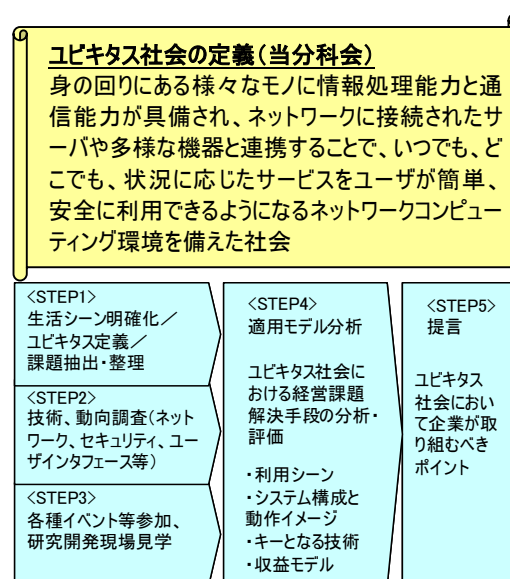 ユビキタス社会の定義(当分科会)
身の回りにある様々なモノに情報処理能力と通
信能力が具備され、ネットワークに接続されたサ
ーバや多様な機器と連携することで、いつでも、ど
こでも、状況に応じたサービスをユーザが簡単、
安全に利用できるようになるネットワークコンピュー
ティング環境を備えた社会
<STEP1>
生活シーン明確化/
ユビキタス定義/
課題抽出・整理
<STEP2>
技術、動向調査(ネット
ワーク、セキュリティ、ユー
ザインタフェース等)
<STEP3>
各種イベント等参加、
研究開発現場見学
<STEP4>
適用モデル分析
ユビキタス社会に
おける経営課題
解決手段の分析・
評価
・利用シーン
・システム構成と
動作イメージ
・キーとなる技術
・収益モデル
<STEP5>
提言
ユビキタス
社会におい
て企業が取
り組むべき
ポイント